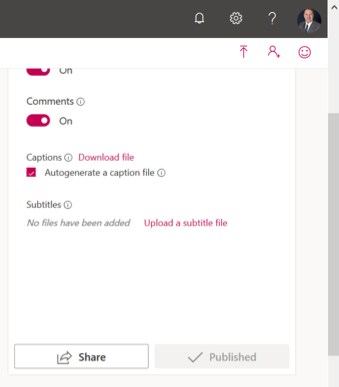 On
Comments
On
Captions Download file
Autogenerate a caption file
Subtitles
No files have been added Upload a subtitle file
Share Published